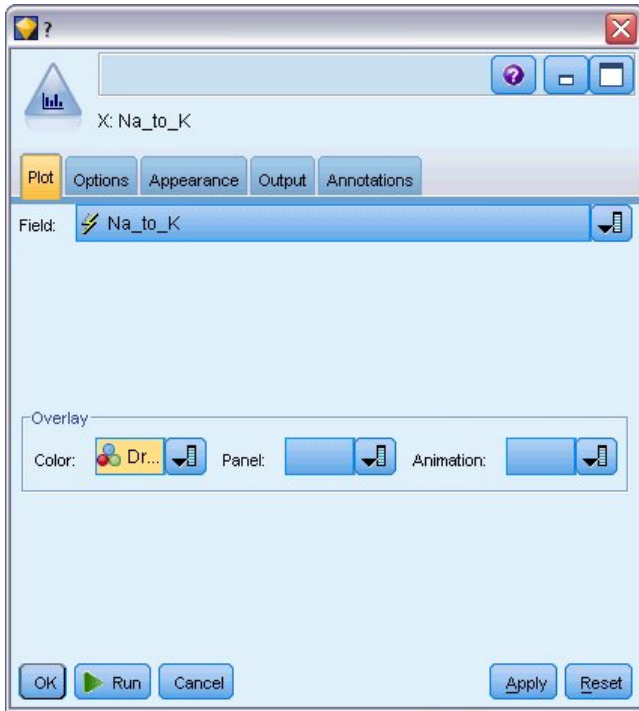 ?
X: Na_to_K
Plot Options Appearance Output Annotations
Field: Na_to_K
Overlay
Color: Dr... Panel: Animation:
OK Run Cancel Apply Reset